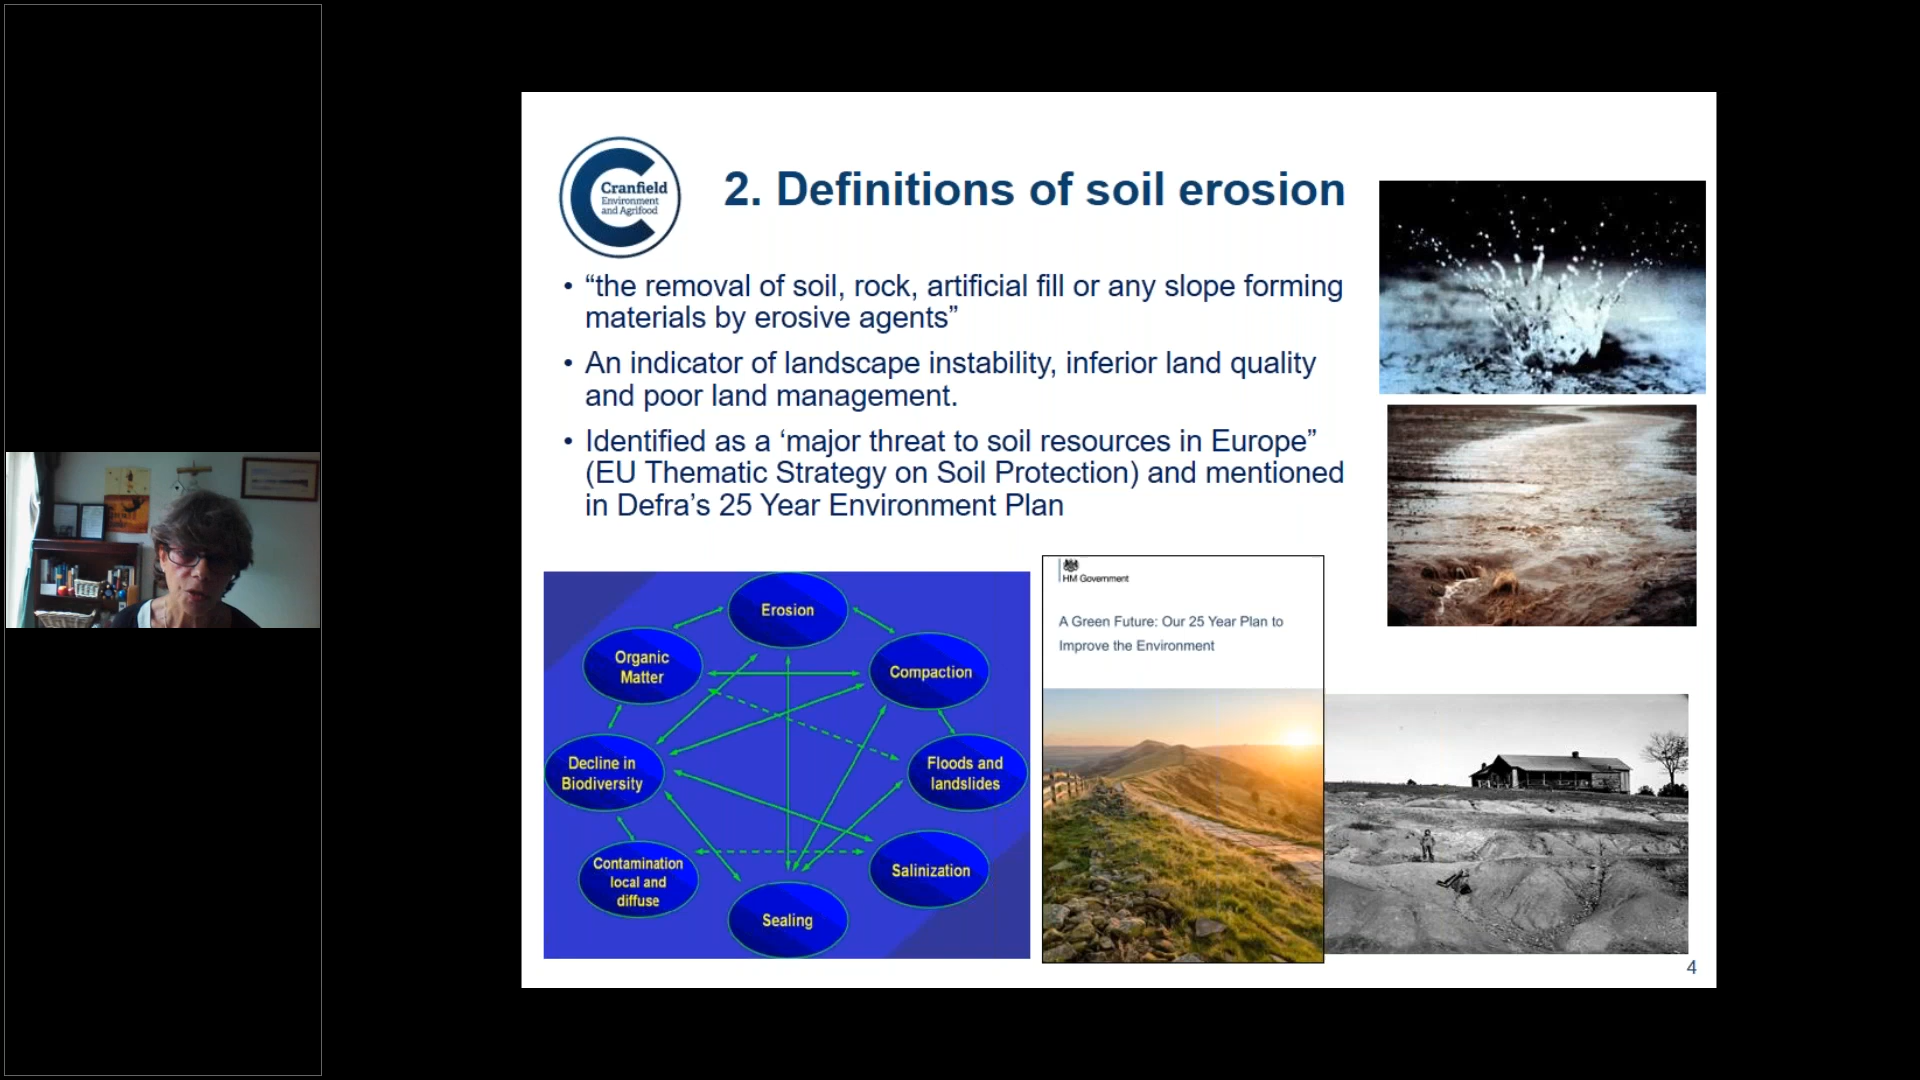 Cranfield
Environment
and Agrifood
2. Definitions of soil erosion
• “the removal of soil, rock, artificial fill or any slope forming
materials by erosive agents”
• An indicator of landscape instability, inferior land quality
and poor land management.
• Identified as a ‘major threat to soil resources in Europe”
(EU Thematic Strategy on Soil Protection) and mentioned
in Defra’s 25 Year Environment Plan
Erosion
Organic
Matter
Compaction
Decline in
Biodiversity
Floods and
landslides
Contamination
local and
diffuse
Salinization
Sealing
HM Government
A Green Future: Our 25 Year Plan to
Improve the Environment
4